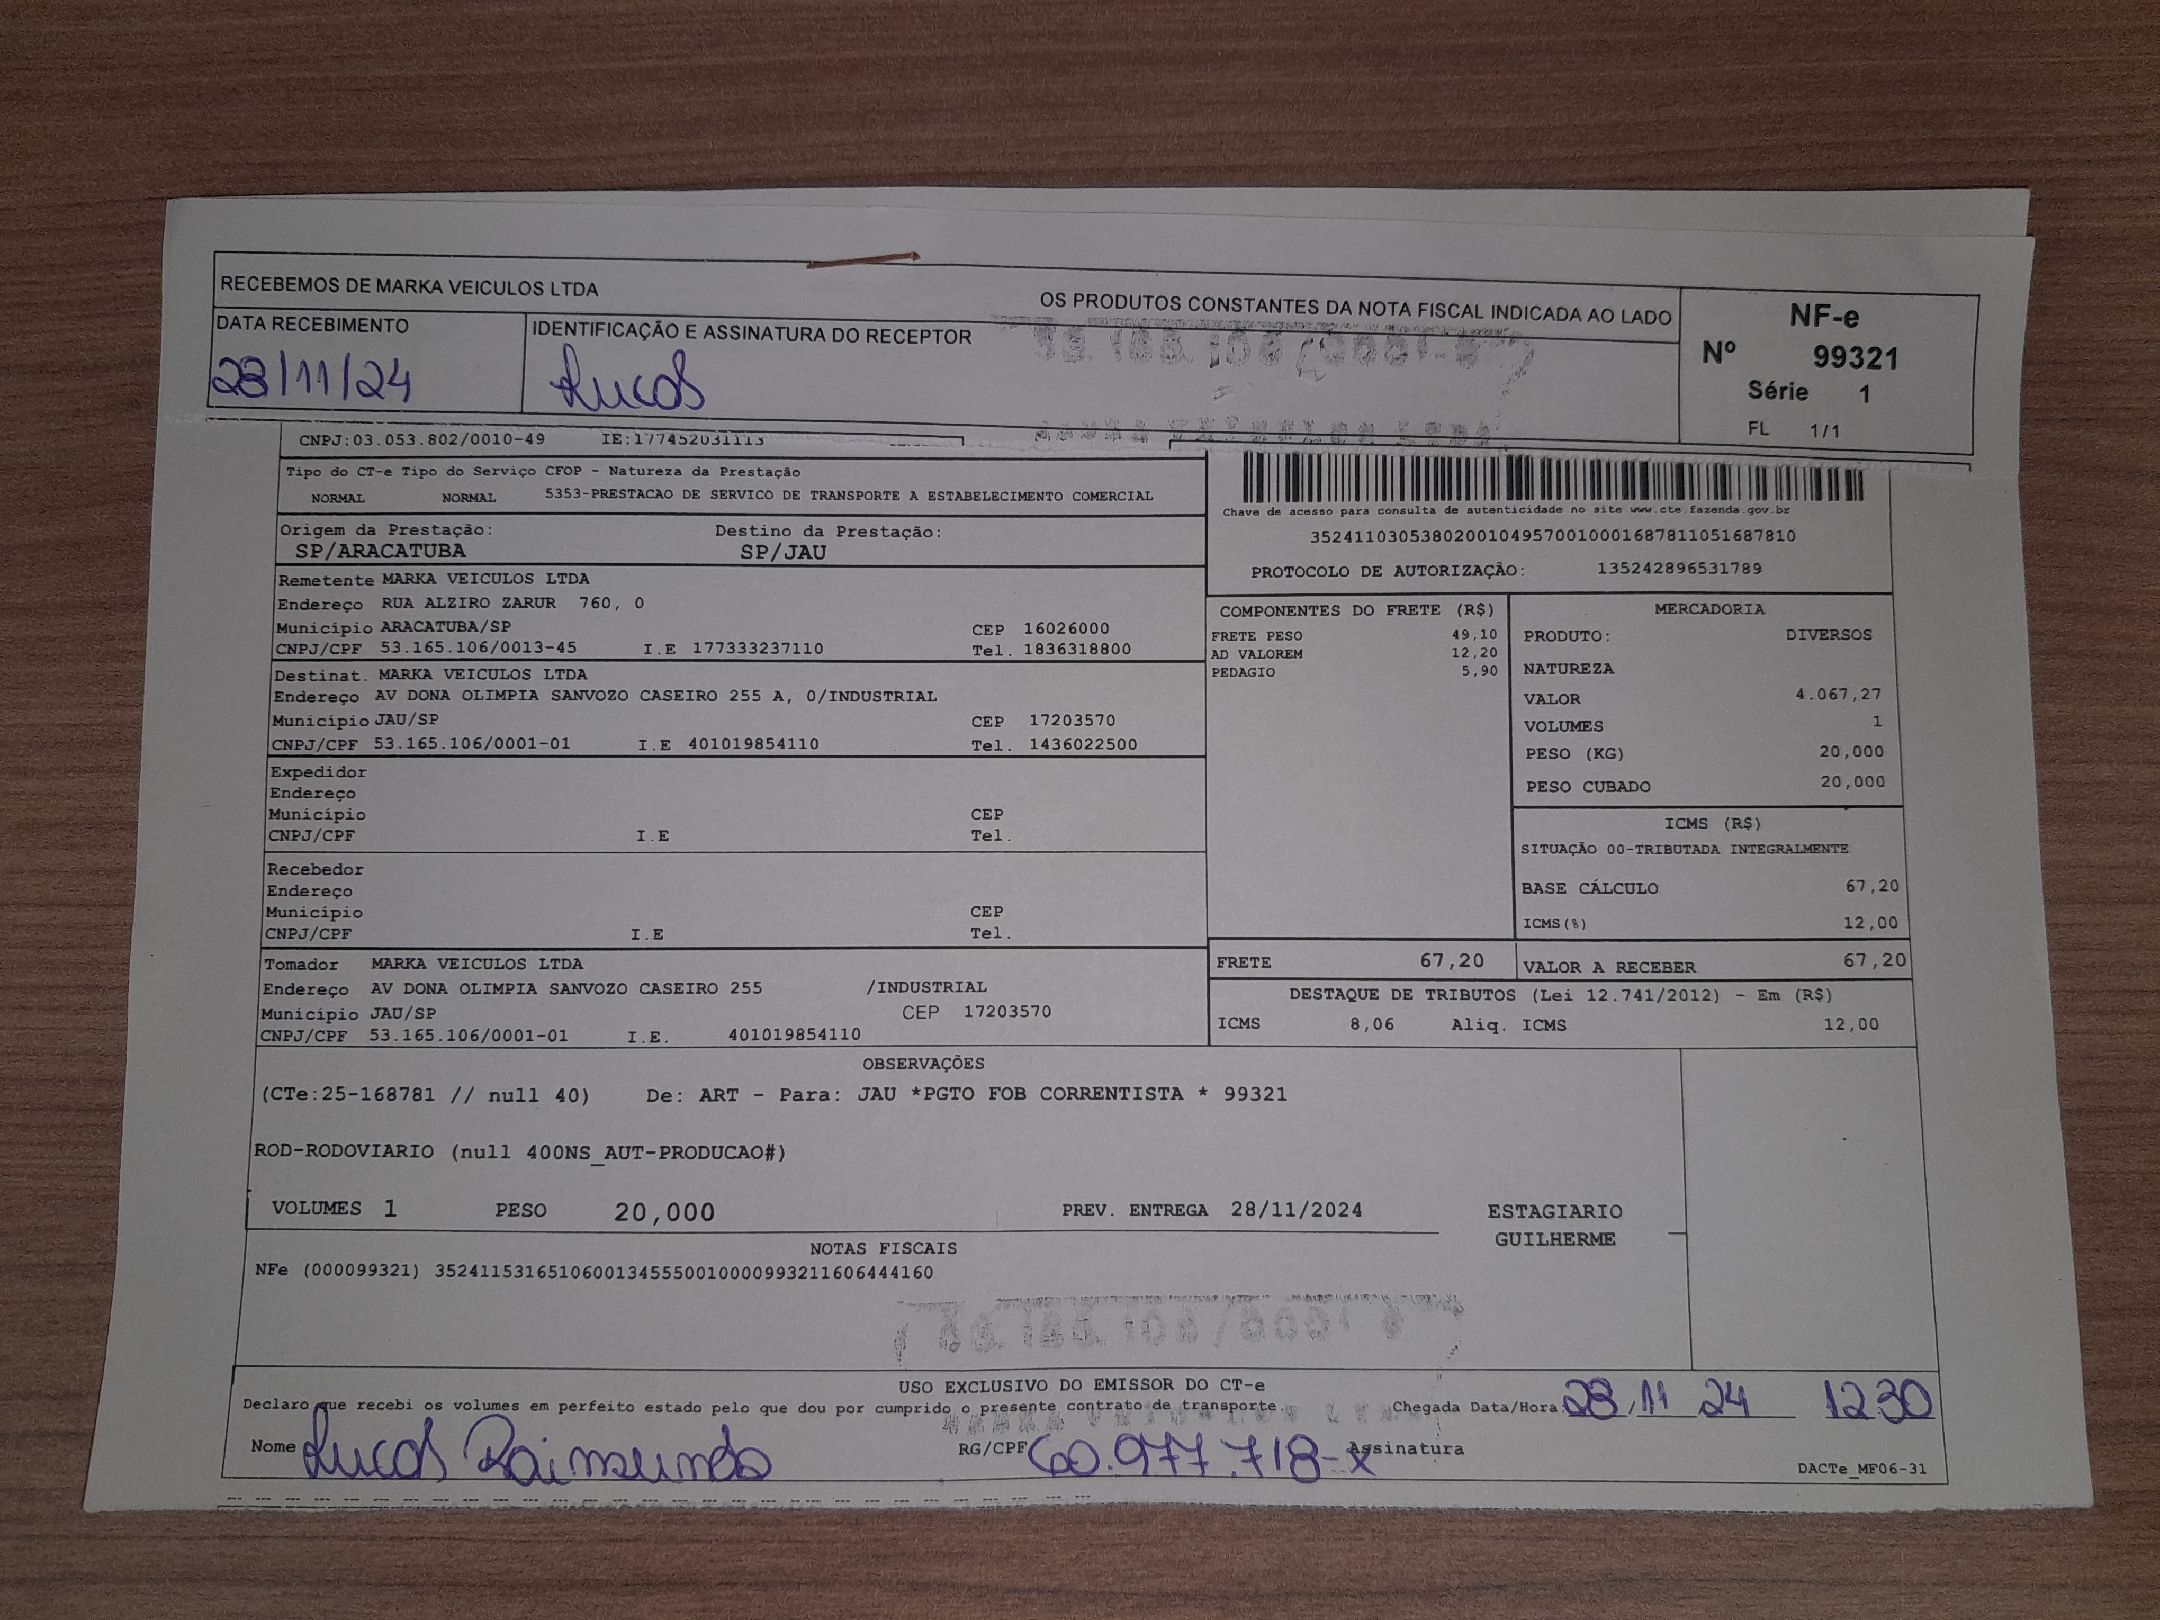 RECEBEMOS DE MARKA VEICULOS LTDA OS PRODUTOS CONSTANTES DA NOTA FISCAL INDICADA AO LADO
NF-e
Nº 99321
Série 1
FL 1/1
DATA RECEBIMENTO
28/11/24
IDENTIFICAÇÃO E ASSINATURA DO RECEPTOR
Lucas
CNPJ:03.053.802/0010-49 IE:177452031113
Tipo do CT-e Tipo do Serviço CFOP - Natureza da Prestação
NORMAL NORMAL 5353-PRESTACAO DE SERVICO DE TRANSPORTE A ESTABELECIMENTO COMERCIAL
Origem da Prestação: Destino da Prestação:
SP/ARACATUBA SP/JAU
Chave de acesso para consulta de autenticidade no site www.cte.fazenda.gov.br
35241103053802001049570010001687811051687810
PROTOCOLO DE AUTORIZAÇÃO: 135242896531789
Remetente MARKA VEICULOS LTDA
Endereço RUA ALZIRO ZARUR 760, 0
Município ARACATUBA/SP CEP 16026000
CNPJ/CPF 53.165.106/0013-45 I.E 177333237110 Tel. 1836318800
Destinat. MARKA VEICULOS LTDA
Endereço AV DONA OLIMPIA SANVOZO CASEIRO 255 A, 0/INDUSTRIAL
Município JAU/SP CEP 17203570
CNPJ/CPF 53.165.106/0001-01 I.E 401019854110 Tel. 1436022500
Expedidor
Endereço
Município CEP
CNPJ/CPF I.E Tel.
Recebedor
Endereço
Município CEP
CNPJ/CPF I.E Tel.
Tomador MARKA VEICULOS LTDA
Endereço AV DONA OLIMPIA SANVOZO CASEIRO 255 /INDUSTRIAL
Município JAU/SP CEP 17203570
CNPJ/CPF 53.165.106/0001-01 I.E. 401019854110
COMPONENTES DO FRETE (R$)
FRETE PESO 49,10
AD VALOREM 12,20
PEDAGIO 5,90
MERCADORIA
PRODUTO: DIVERSOS
NATUREZA
VALOR 4.067,27
VOLUMES 1
PESO (KG) 20,000
PESO CUBADO 20,000
ICMS (R$)
SITUAÇÃO 00-TRIBUTADA INTEGRALMENTE
BASE CÁLCULO 67,20
ICMS(%) 12,00
FRETE 67,20 VALOR A RECEBER 67,20
DESTAQUE DE TRIBUTOS (Lei 12.741/2012) - Em (R$)
ICMS 8,06 Aliq. ICMS 12,00
OBSERVAÇÕES
(CTe:25-168781 // null 40) De: ART - Para: JAU *PGTO FOB CORRENTISTA * 99321
ROD-RODOVIARIO (null 400NS_AUT-PRODUCAO#)
VOLUMES 1 PESO 20,000 PREV. ENTREGA 28/11/2024 ESTAGIARIO
GUILHERME
NOTAS FISCAIS
NFe (000099321) 35241153165106001345550010000993211606444160
USO EXCLUSIVO DO EMISSOR DO CT-e
Declaro que recebi os volumes em perfeito estado pelo que dou por cumprido o presente contrato de transporte. Chegada Data/Hora 28 11 24 1230
Nome Lucas Raimundo RG/CPF 60.977.718-x Assinatura
DACTe_MF06-31